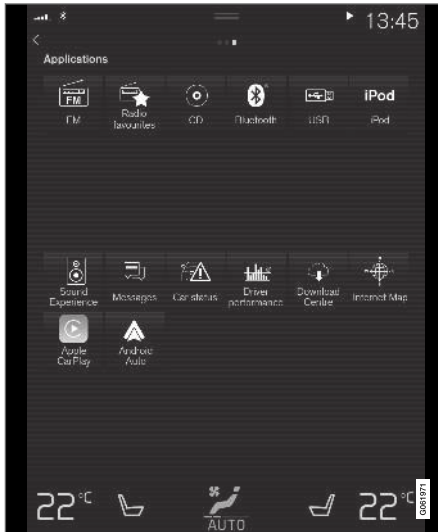 13:45
Applications
FM
iPod
FM
Radio
favourites
CD
Bluetooth
USB
iPod
Sound
Experience
Messages
Car status
Driver
performance
Download
Centre
Internet Map
Apple
CarPlay
Android
Auto
22°C
AUTO
22°C
G061971